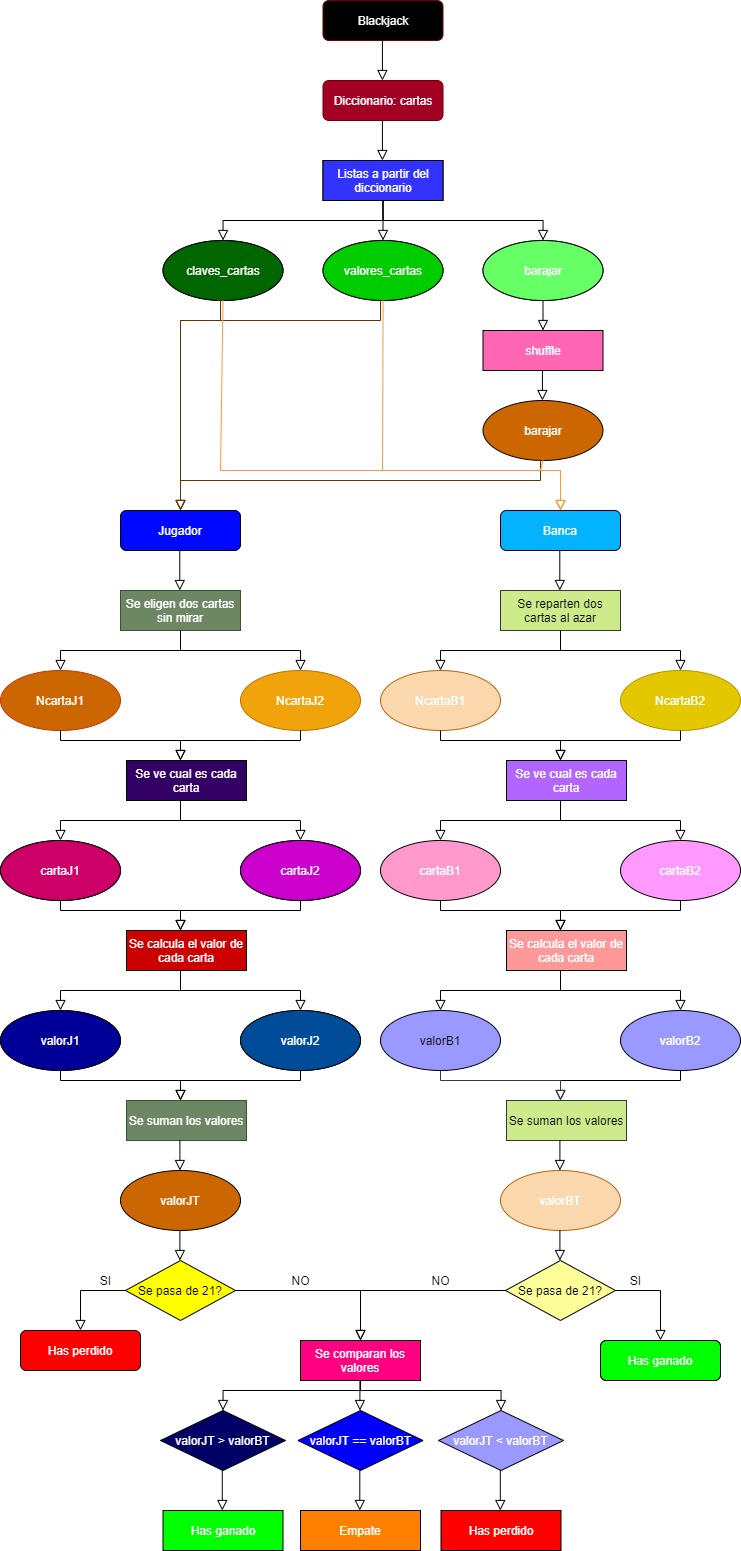 Blackjack
Diccionario: cartas
Listas a partir del
diccionario
claves_cartas
valores_cartas
barajar
shuffle
barajar
Jugador
Banca
Se eligen dos cartas
sin mirar
Se reparten dos
cartas al azar
NcartaJ1
NcartaJ2
NcartaB1
NcartaB2
Se ve cual es cada
carta
Se ve cual es cada
carta
cartaJ1
cartaJ2
cartaB1
cartaB2
Se calcula el valor de
cada carta
Se calcula el valor de
cada carta
valorJ1
valorJ2
valorB1
valorB2
Se suman los valores
Se suman los valores
valorJT
valorBT
SI
Se pasa de 21?
NO
NO
Se pasa de 21?
SI
Has perdido
Se comparan los
valores
Has ganado
valorJT > valorBT
valorJT == valorBT
valorJT < valorBT
Has ganado
Empate
Has perdido